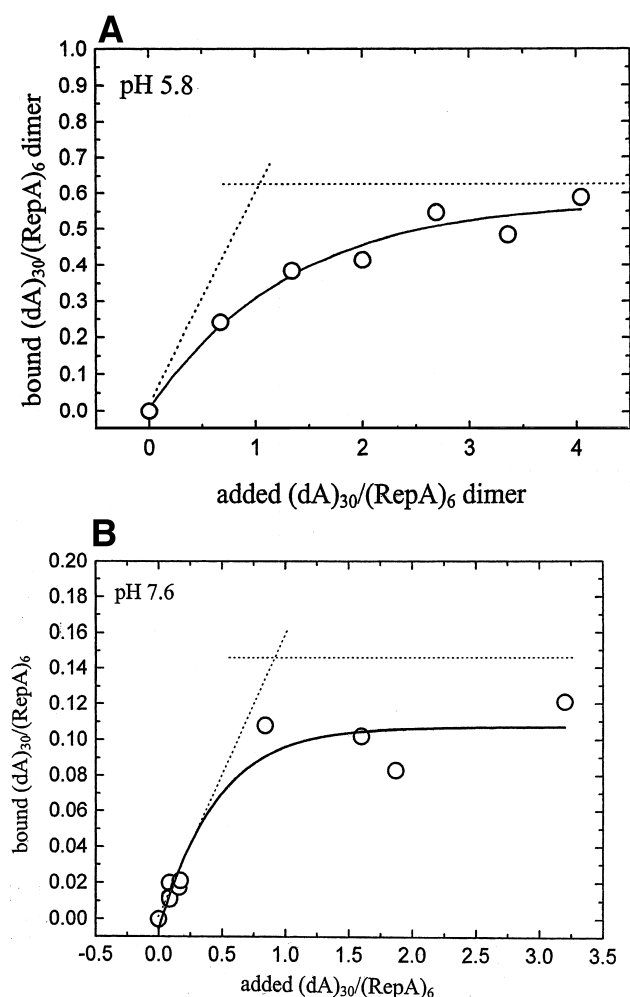 A
pH 5.8
1.0
0.9
0.8
0.7
0.6
0.5
0.4
0.3
0.2
0.1
0.0
bound (dA)30/(RepA)6 dimer
0 1 2 3 4
added (dA)30/(RepA)6 dimer
B
pH 7.6
0.20
0.18
0.16
0.14
0.12
0.10
0.08
0.06
0.04
0.02
0.00
bound (dA)30/(RepA)6
-0.5 0.0 0.5 1.0 1.5 2.0 2.5 3.0 3.5
added (dA)30/(RepA)6